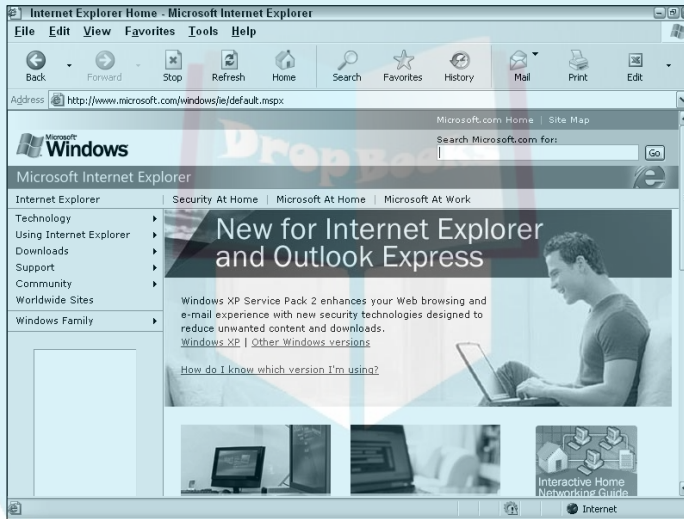 Internet Explorer Home - Microsoft Internet Explorer
File Edit View Favorites Tools Help
Back Forward Stop Refresh Home Search Favorites History Mail Print Edit
Address http://www.microsoft.com/windows/ie/default.mspx
Microsoft.com Home | Site Map
Microsoft
Windows
Search Microsoft.com for:
Go
Drop Books
Microsoft Internet Explorer
Internet Explorer | Security At Home | Microsoft At Home | Microsoft At Work
Technology
Using Internet Explorer
Downloads
Support
Community
Worldwide Sites
Windows Family
New for Internet Explorer
and Outlook Express
Windows XP Service Pack 2 enhances your Web browsing and
e-mail experience with new security technologies designed to
reduce unwanted content and downloads.
Windows XP | Other Windows versions
How do I know which version I'm using?
Interactive Home
Networking Guide
Internet